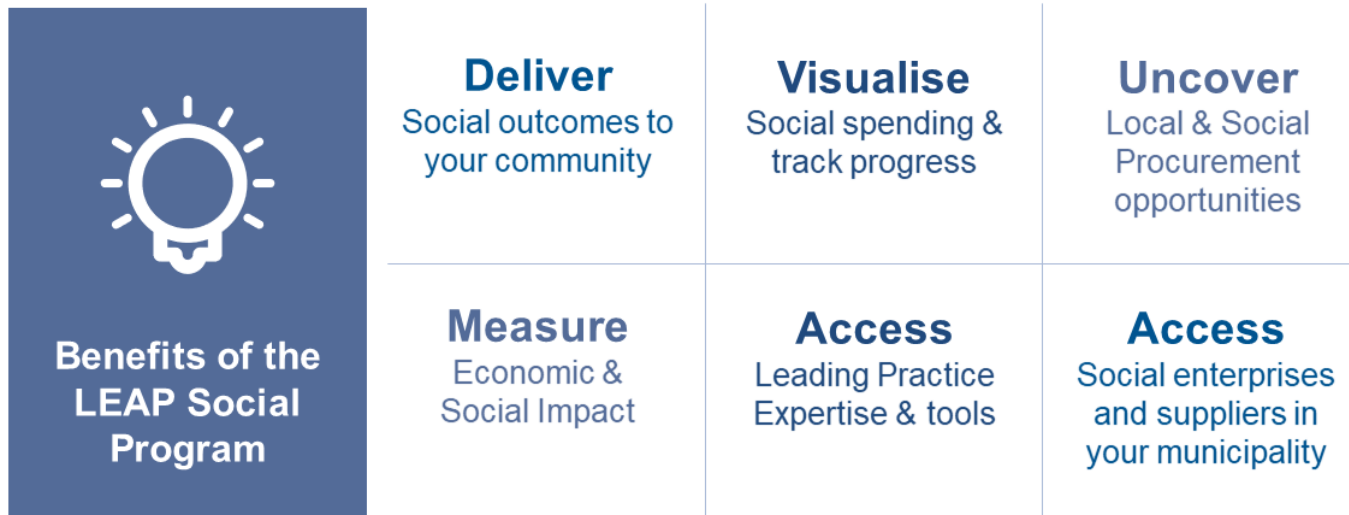 Benefits of the
LEAP Social
Program
Deliver
Social outcomes to
your community
Visualise
Social spending &
track progress
Uncover
Local & Social
Procurement
opportunities
Measure
Economic &
Social Impact
Access
Leading Practice
Expertise & tools
Access
Social enterprises
and suppliers in
your municipality